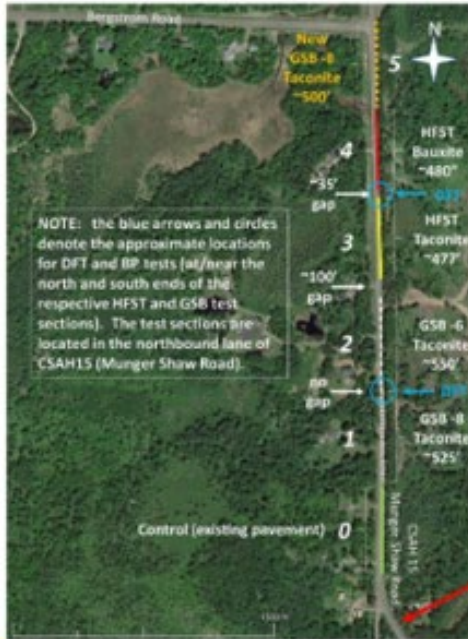 Bergstrom Road
N
New
GSB -8
Taconite
~500'
5
HFST
Bauxite
~480"
4
~35'
gap
DFT
HFST
Taconite
~477'
3
NOTE: the blue arrows and circles
denote the approximate locations
for DFT and BP tests (at/near the
north and south ends of the
respective HFST and GSB test
sections). The test sections are
located in the northbound lane of
CSAH15 (Munger Shaw Road).
~100'
gap
GSB -6
Taconite
~550'
2
no
gap
DFT
GSB -8
Taconite
~525'
1
Control (existing pavement) 0
CSAH 15
Munger Shaw Road